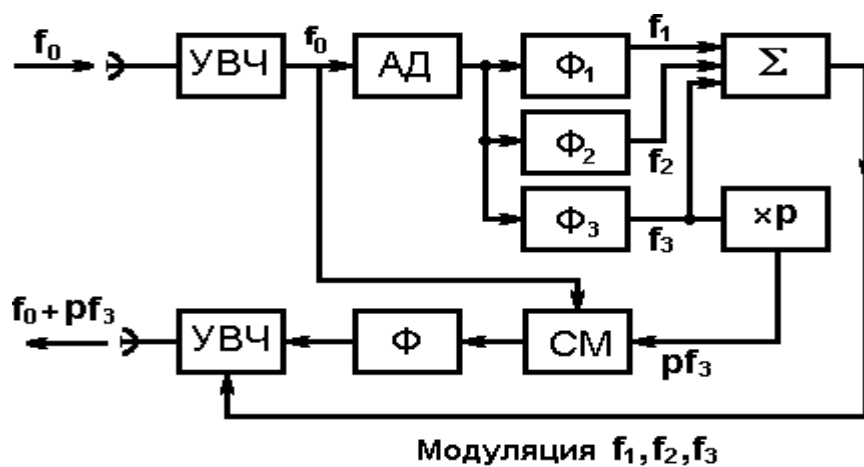 f₀
УВЧ
f₀
АД
Ф₁
f₁
Σ
Ф₂
f₂
Ф₃
f₃
×p
f₀+pf₃
УВЧ
Ф
СМ
pf₃
Модуляция f₁,f₂,f₃